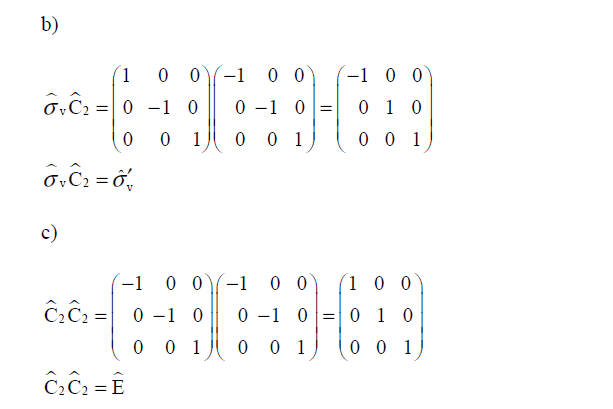 b)
σ̂ᵥĈ₂ = (1 0 0; 0 −1 0; 0 0 1)(−1 0 0; 0 −1 0; 0 0 1) = (−1 0 0; 0 1 0; 0 0 1)
σ̂ᵥĈ₂ = σ̂ᵥ′
c)
Ĉ₂Ĉ₂ = (−1 0 0; 0 −1 0; 0 0 1)(−1 0 0; 0 −1 0; 0 0 1) = (1 0 0; 0 1 0; 0 0 1)
Ĉ₂Ĉ₂ = Ê